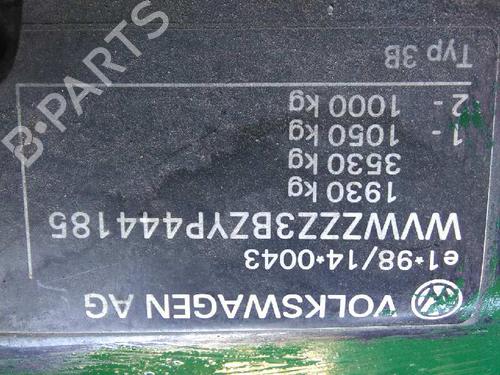 VOLKSWAGEN AG
e1*98/14*0043
WVWZZZ3BZYP444185
1930 kg
3530 kg
1 - 1050 kg
2 - 1000 kg
Typ 3B